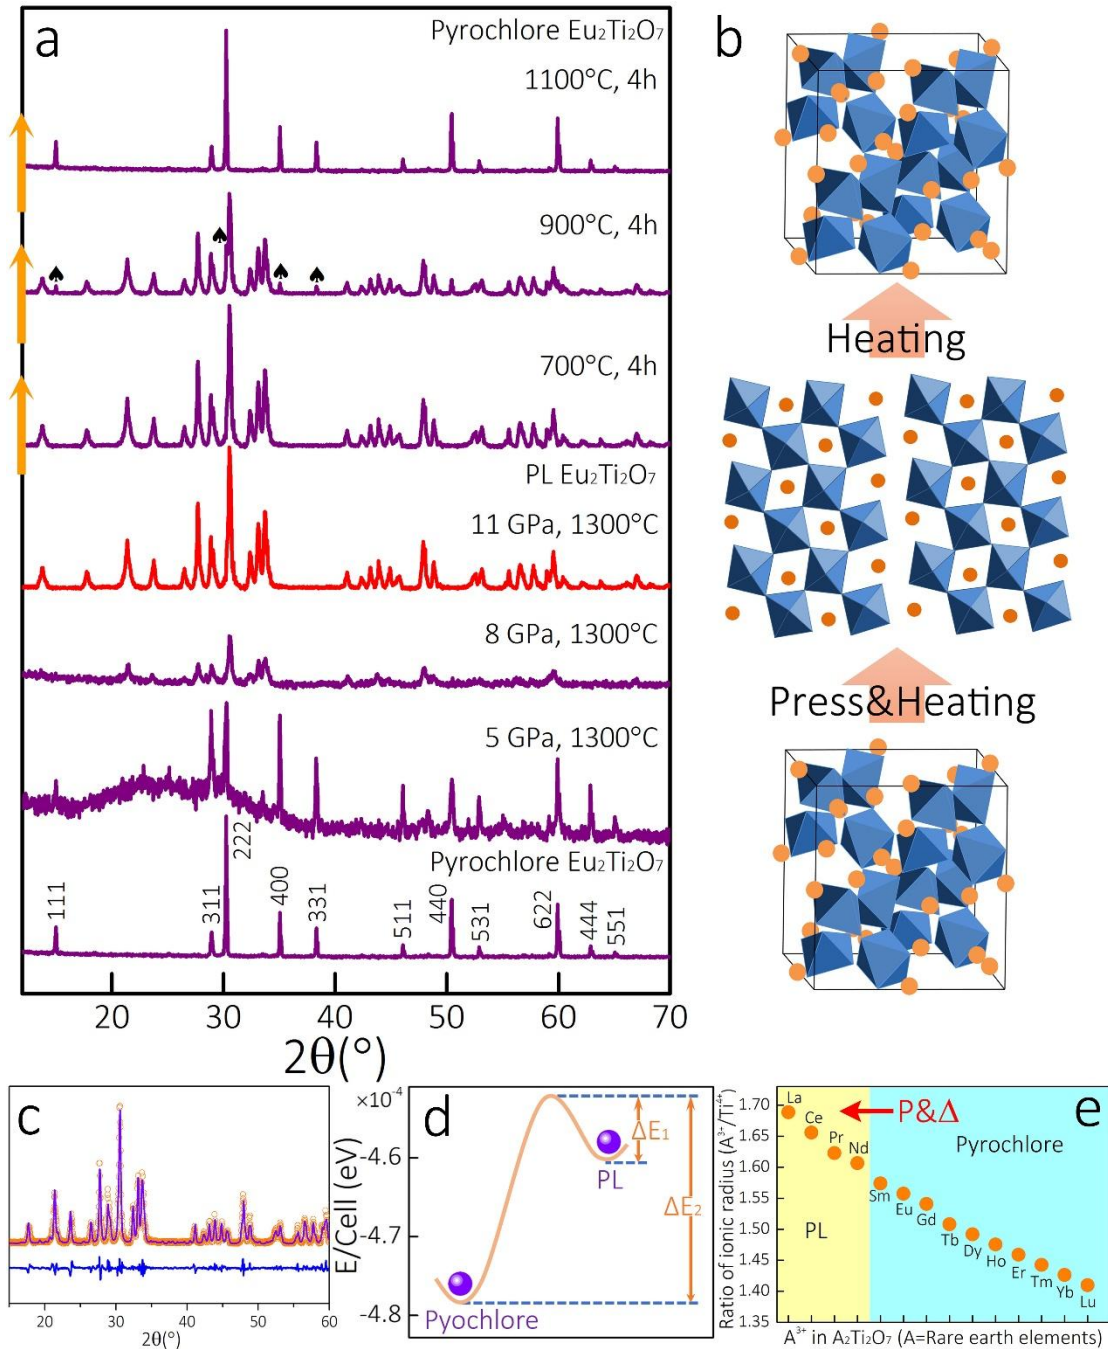 a
Pyrochlore Eu₂Ti₂O₇
1100°C, 4h
♠
♠
♠
♠
900°C, 4h
700°C, 4h
PL Eu₂Ti₂O₇
11 GPa, 1300°C
8 GPa, 1300°C
5 GPa, 1300°C
Pyrochlore Eu₂Ti₂O₇
111
311
222
400
331
511
440
531
622
444
551
20 30 40 50 60 70
2θ(°)
b
Heating
Press&Heating
c
20 30 40 50 60
2θ(°)
d
×10⁻⁴
-4.6
-4.7
-4.8
E/Cell (eV)
ΔE₁
PL
ΔE₂
Pyochlore
e
1.70
1.65
1.60
1.55
1.50
1.45
1.40
1.35
Ratio of ionic radius (A³⁺/Ti⁴⁺)
P&Δ
Pyrochlore
PL
La
Ce
Pr
Nd
Sm
Eu
Gd
Tb
Dy
Ho
Er
Tm
Yb
Lu
A³⁺ in A₂Ti₂O₇ (A=Rare earth elements)